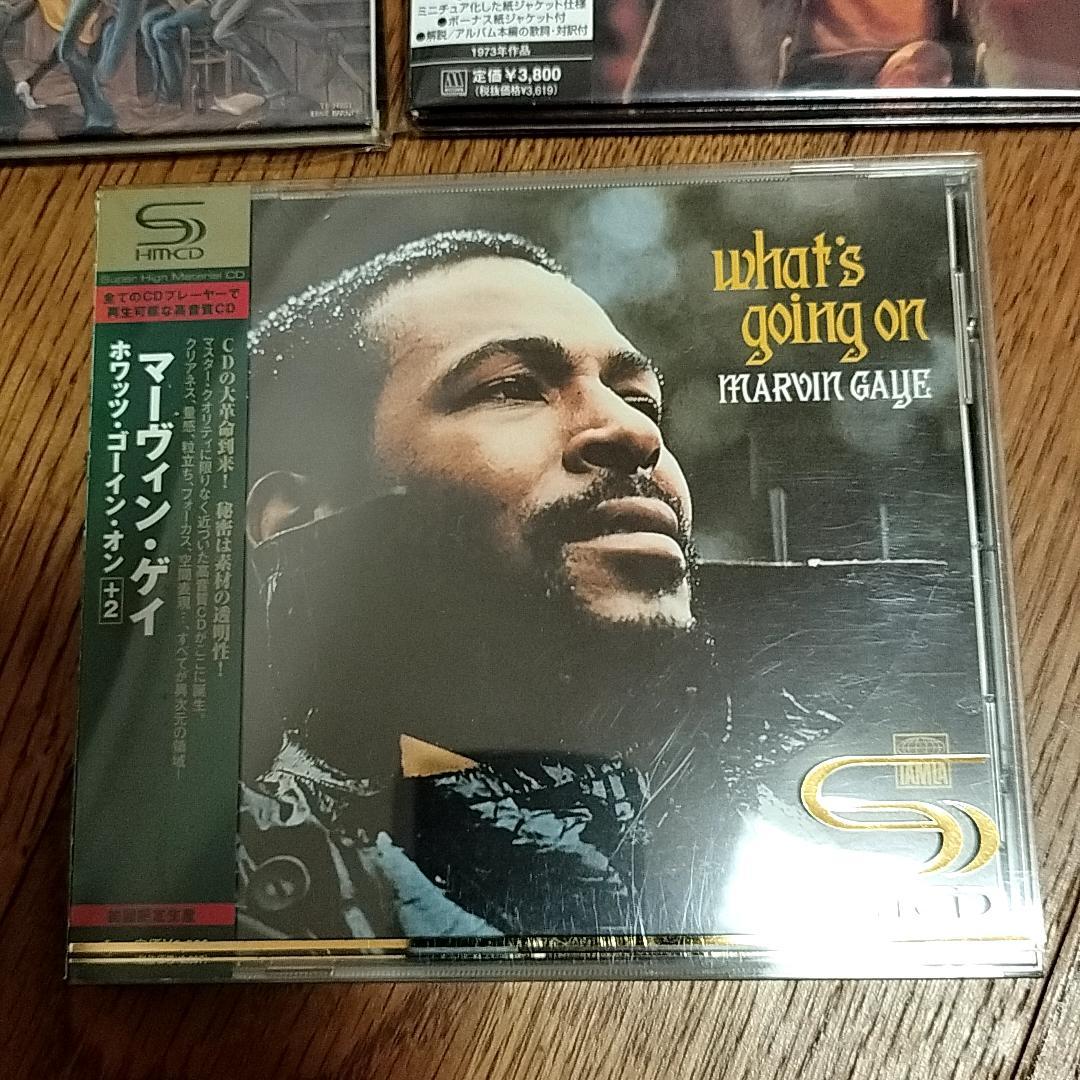 ミニチュア化した紙ジャケット仕様
●ボーナス紙ジャケット付
●解説/アルバム本編の歌詞・対訳付
1973年作品
定価￥3,800
(税抜価格¥3,619)
HM-CD
Super High Material CD
全てのCDプレーヤーで
再生可能な高音質CD
CDの大革命到来! 秘密は素材の透明性!
マスター・クオリティに限りなく近づいた高音質CDがここに誕生。
クリアネス、量感、粒立ち、フォーカス、空間表現…、すべてが異次元の領域―
マーヴィン・ゲイ
ホワッツ・ゴーイン・オン +2
初回限定生産
what's
going on
MARVIN GAYE
TAMLA